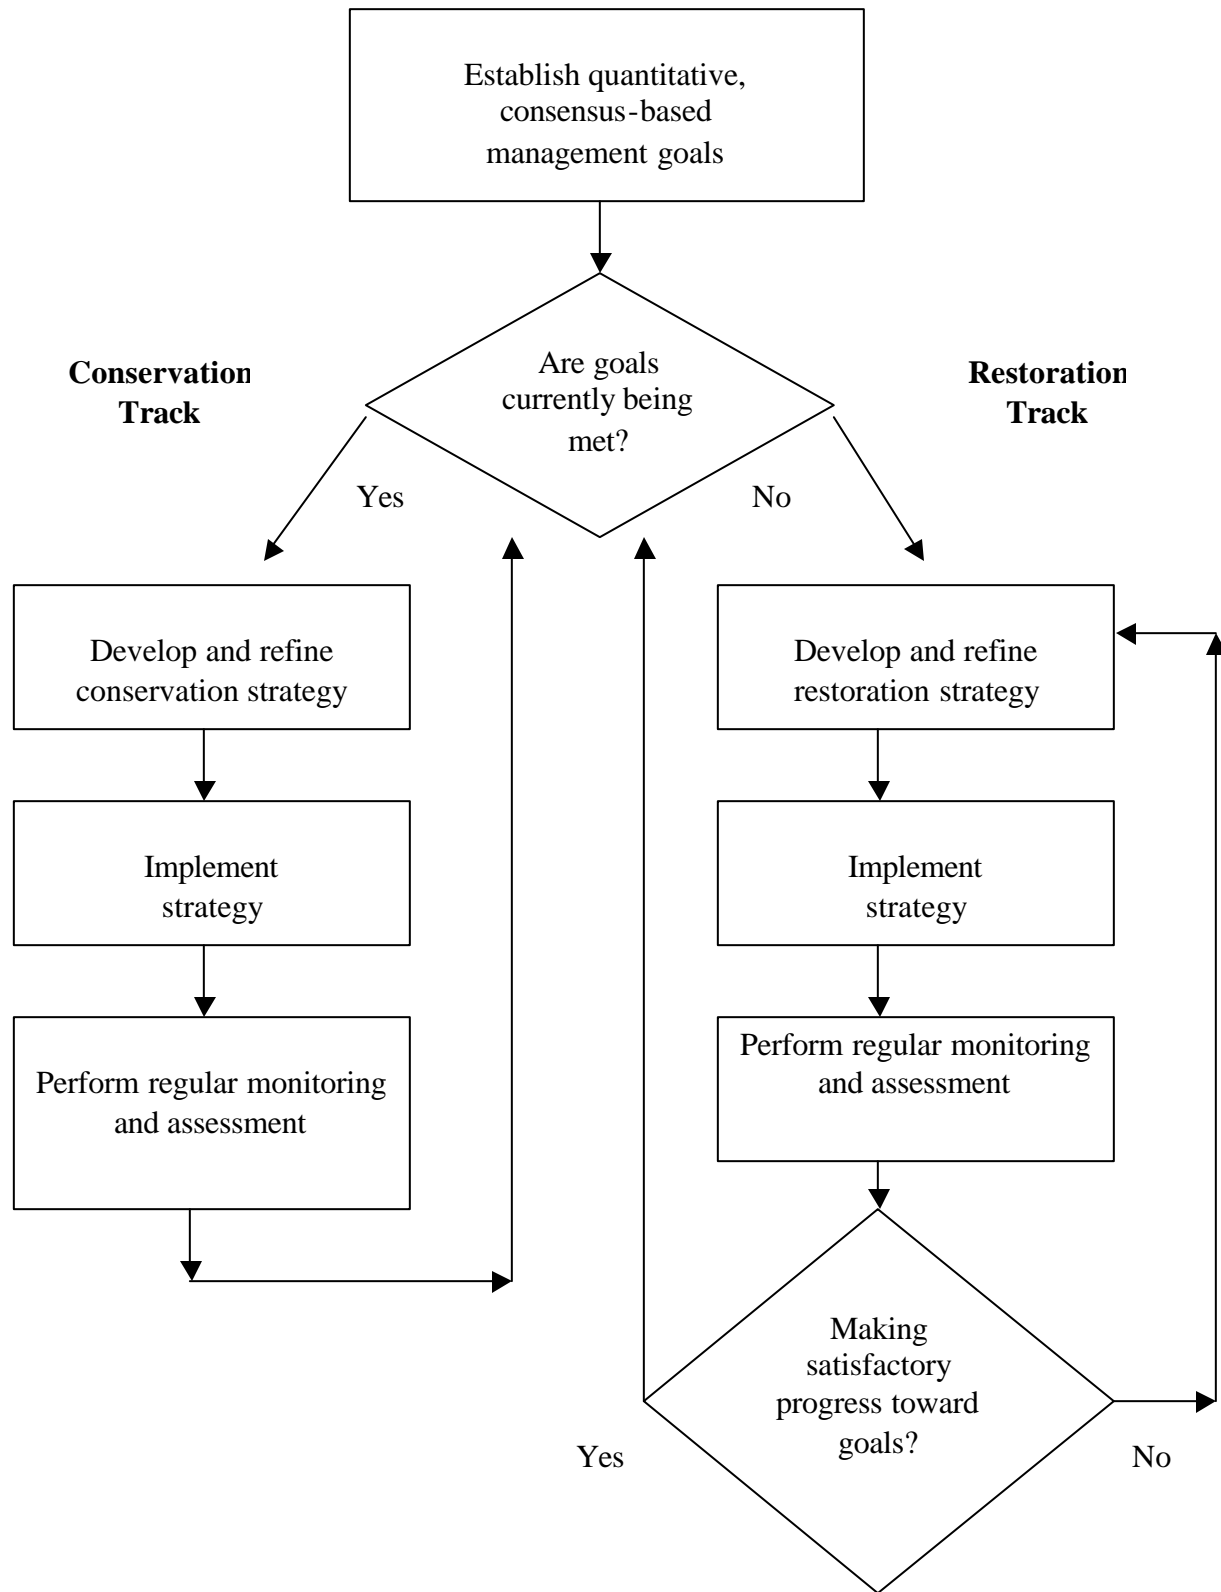 Establish quantitative,
consensus-based
management goals
Are goals
currently being
met?
Conservation
Track
Restoration
Track
Yes
No
Develop and refine
conservation strategy
Develop and refine
restoration strategy
Implement
strategy
Implement
strategy
Perform regular monitoring
and assessment
Perform regular monitoring
and assessment
Making
satisfactory
progress toward
goals?
Yes
No